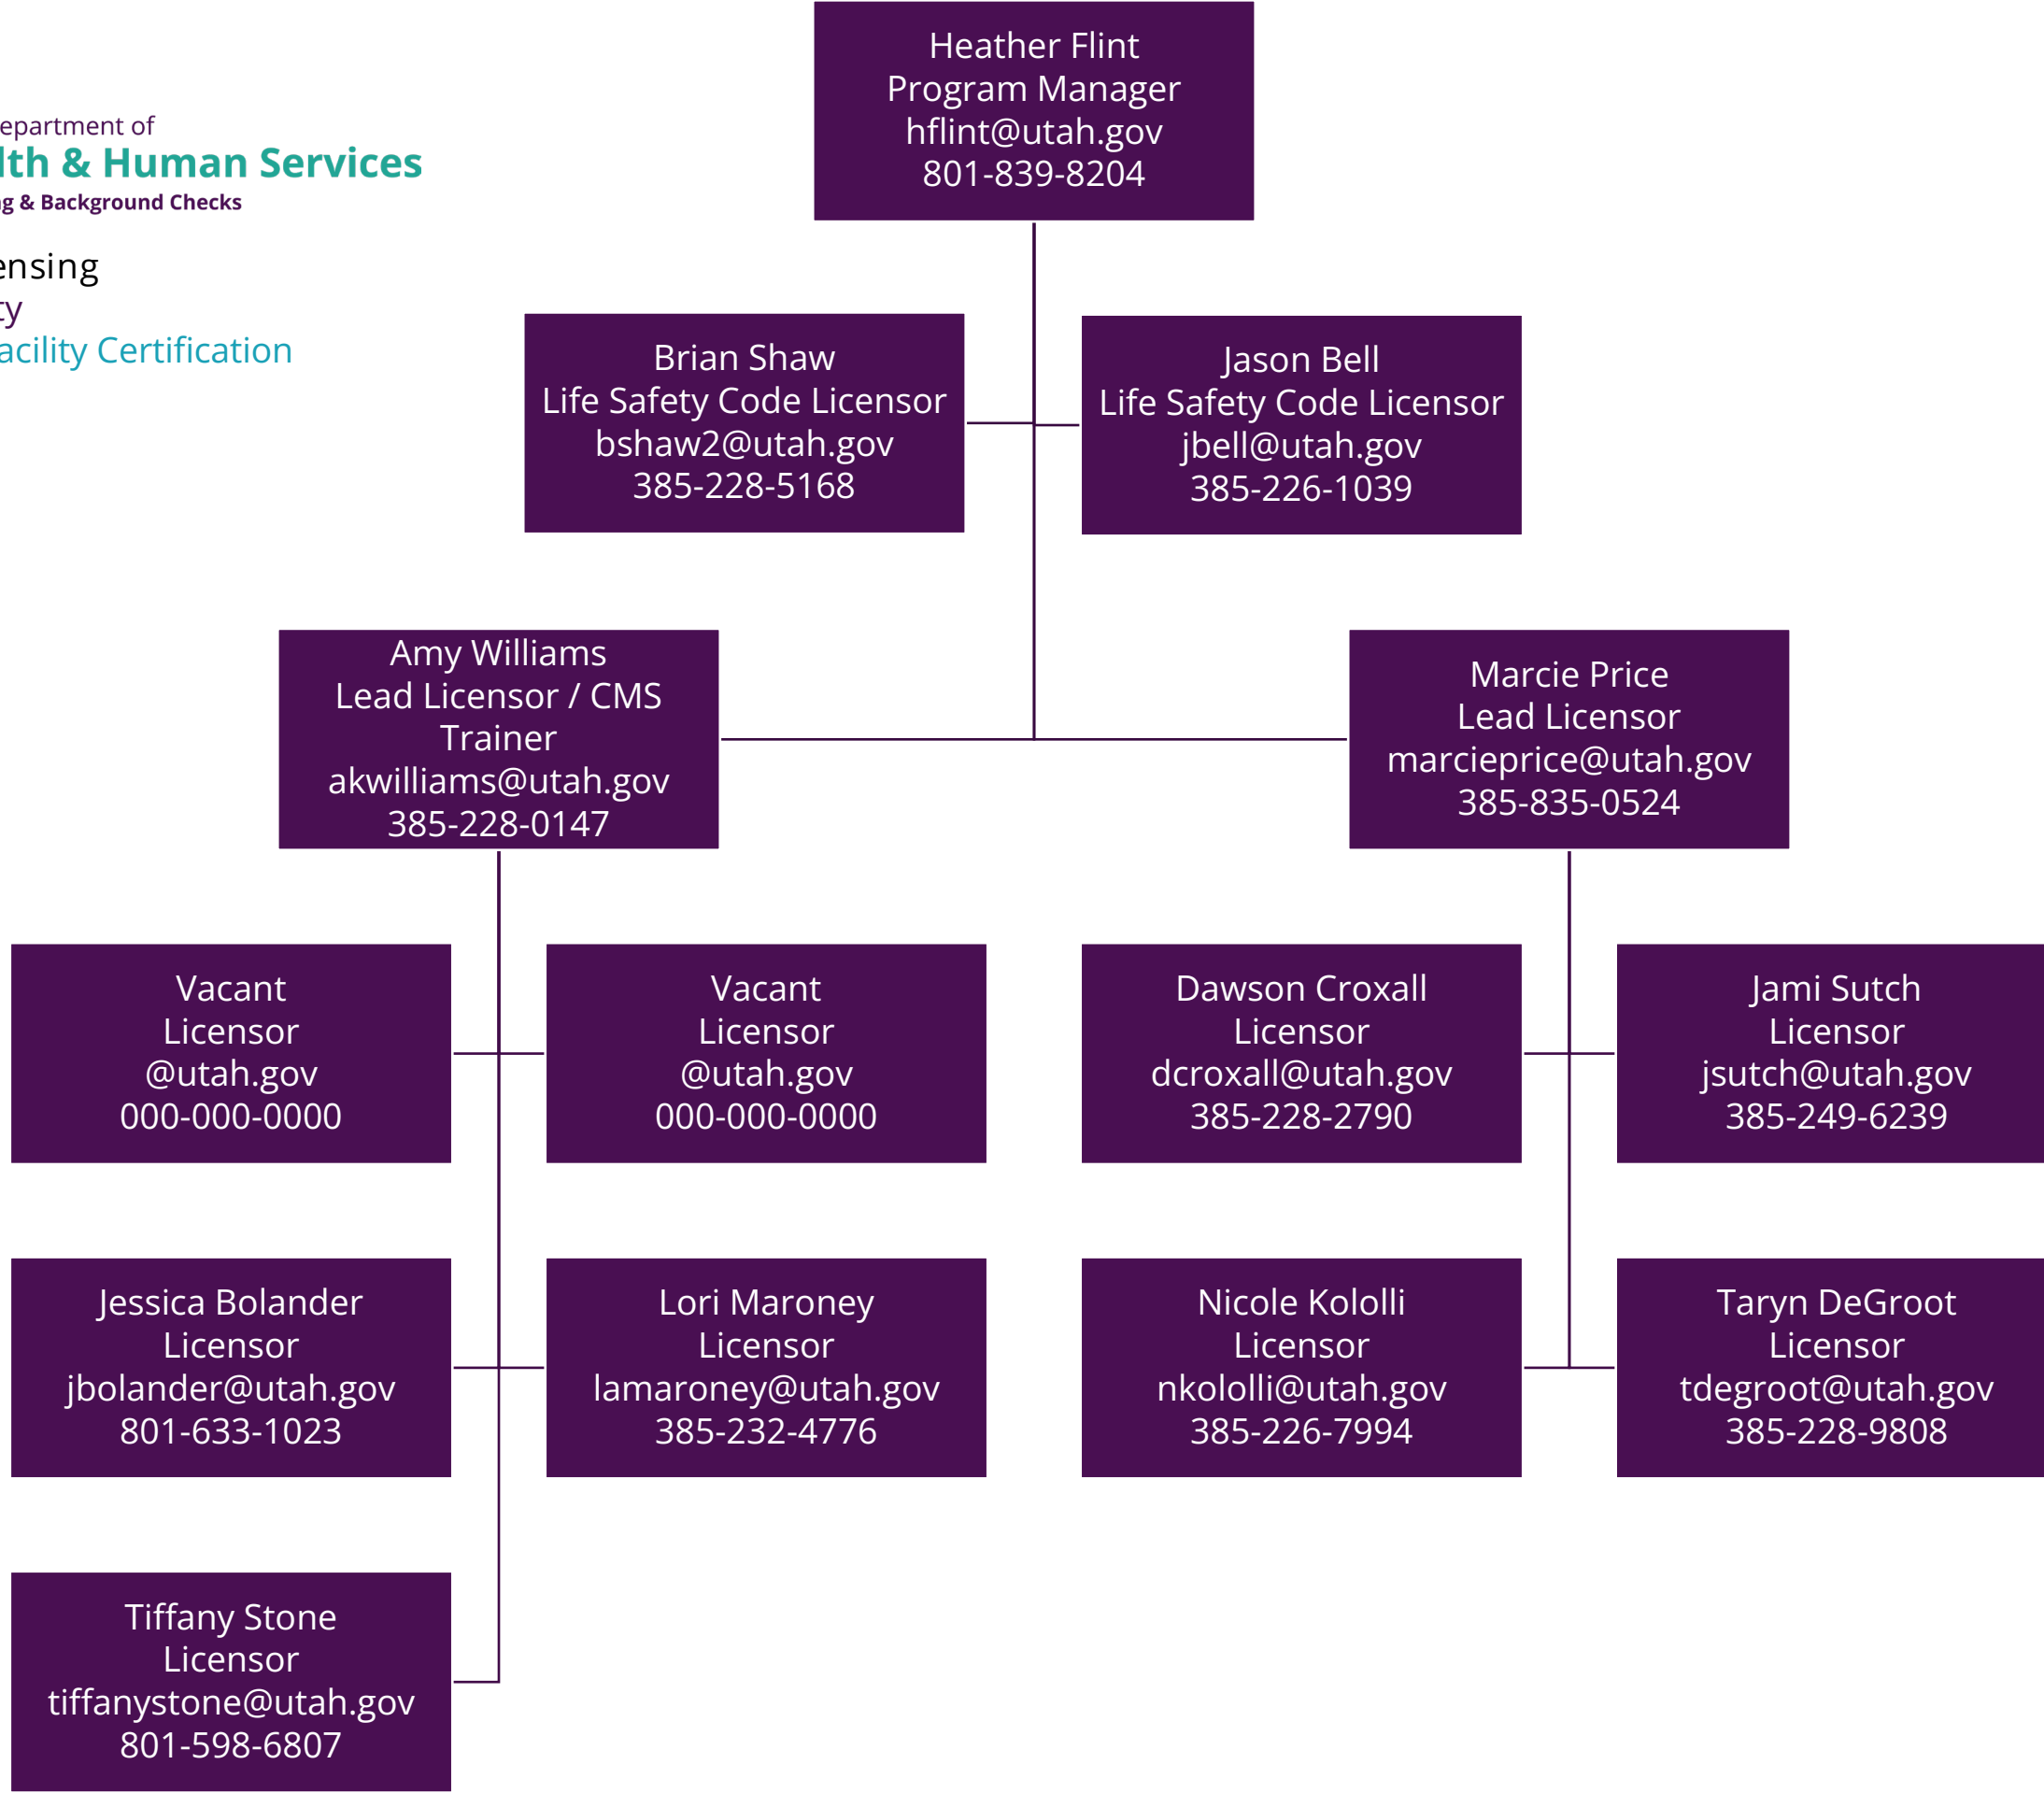 epartment of
lth & Human Services
g & Background Checks
ensing
ty
acility Certification
Heather Flint
Program Manager
hflint@utah.gov
801-839-8204
Brian Shaw
Life Safety Code Licensor
bshaw2@utah.gov
385-228-5168
Jason Bell
Life Safety Code Licensor
jbell@utah.gov
385-226-1039
Amy Williams
Lead Licensor / CMS
Trainer
akwilliams@utah.gov
385-228-0147
Marcie Price
Lead Licensor
marcieprice@utah.gov
385-835-0524
Vacant
Licensor
@utah.gov
000-000-0000
Vacant
Licensor
@utah.gov
000-000-0000
Dawson Croxall
Licensor
dcroxall@utah.gov
385-228-2790
Jami Sutch
Licensor
jsutch@utah.gov
385-249-6239
Jessica Bolander
Licensor
jbolander@utah.gov
801-633-1023
Lori Maroney
Licensor
lamaroney@utah.gov
385-232-4776
Nicole Kololli
Licensor
nkololli@utah.gov
385-226-7994
Taryn DeGroot
Licensor
tdegroot@utah.gov
385-228-9808
Tiffany Stone
Licensor
tiffanystone@utah.gov
801-598-6807